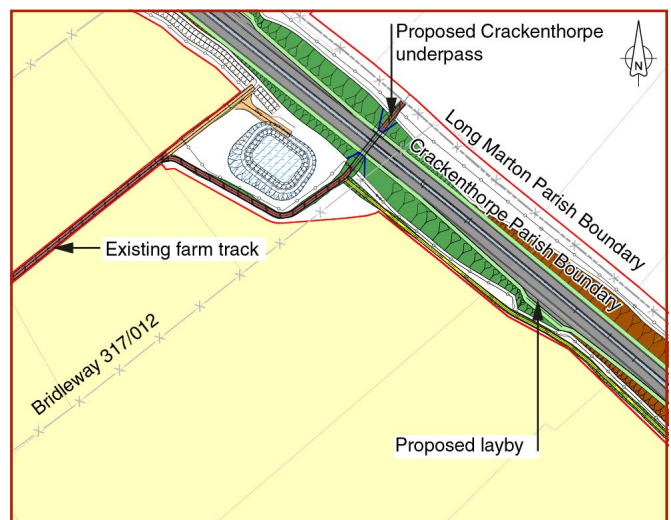 Proposed Crackenthorpe
underpass
N
Long Marton Parish Boundary
Crackenthorpe Parish Boundary
Existing farm track
Bridleway 317/012
Proposed layby